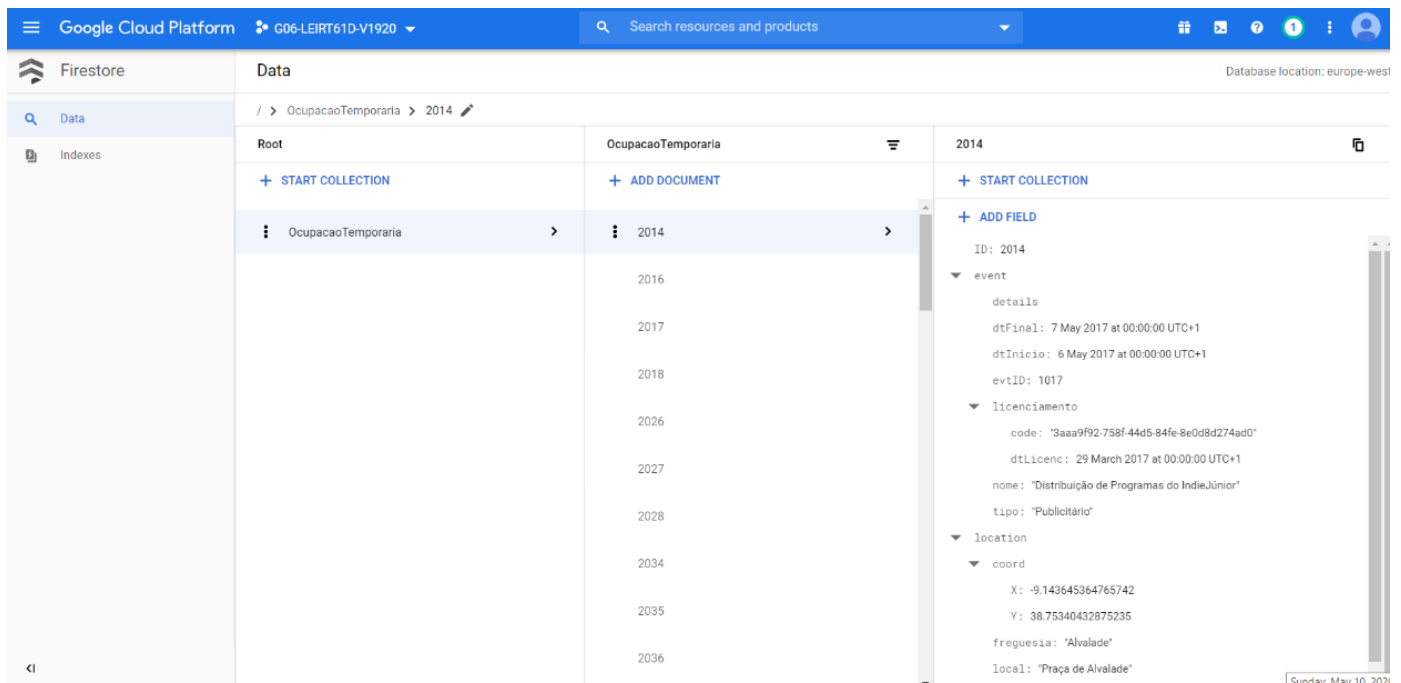 Google Cloud Platform G06-LEIRT61D-V1920 Search resources and products 1
Firestore
Data
Indexes
Data Database location: europe-west
/ > OcupacaoTemporaria > 2014
Root
+ START COLLECTION
OcupacaoTemporaria
OcupacaoTemporaria
+ ADD DOCUMENT
2014
2016
2017
2018
2026
2027
2028
2034
2035
2036
2014
+ START COLLECTION
+ ADD FIELD
ID: 2014
event
details
dtFinal: 7 May 2017 at 00:00:00 UTC+1
dtInicio: 6 May 2017 at 00:00:00 UTC+1
evtID: 1017
licenciamento
code: "3aaa9f92-758f-44d5-84fe-8e0d8d274ad0"
dtLicenc: 29 March 2017 at 00:00:00 UTC+1
nome: "Distribuição de Programas do IndieJúnior"
tipo: "Publicitário"
location
coord
X: -9.143645364765742
Y: 38.75340432875235
freguesia: "Alvalade"
local: "Praça de Alvalade"
Sunday, May 10, 2020